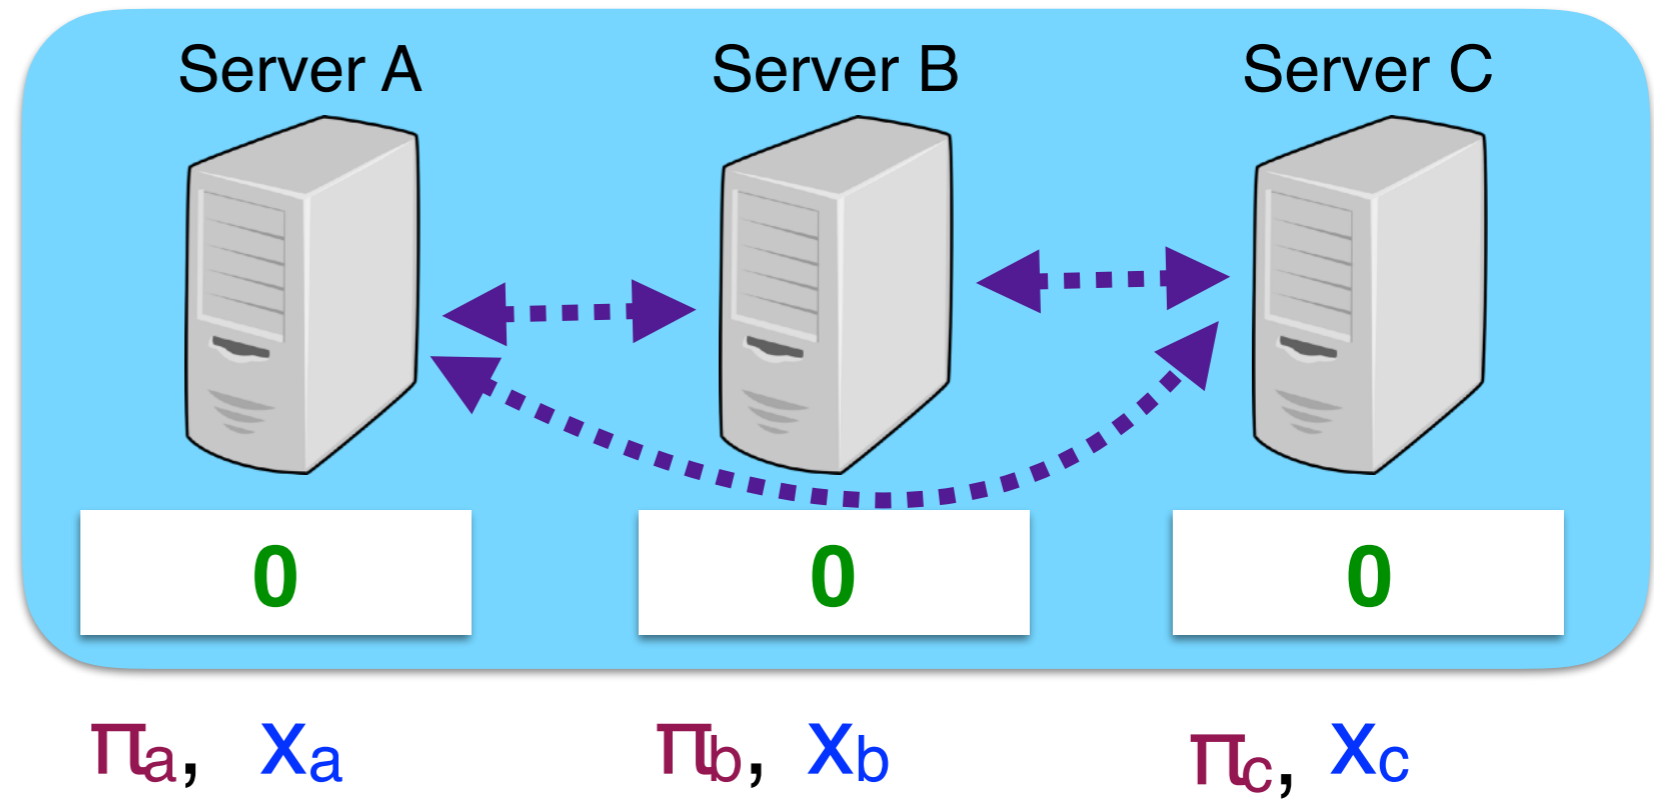 Server A Server B Server C
0 0 0
πa, xa πb, xb πc, xc